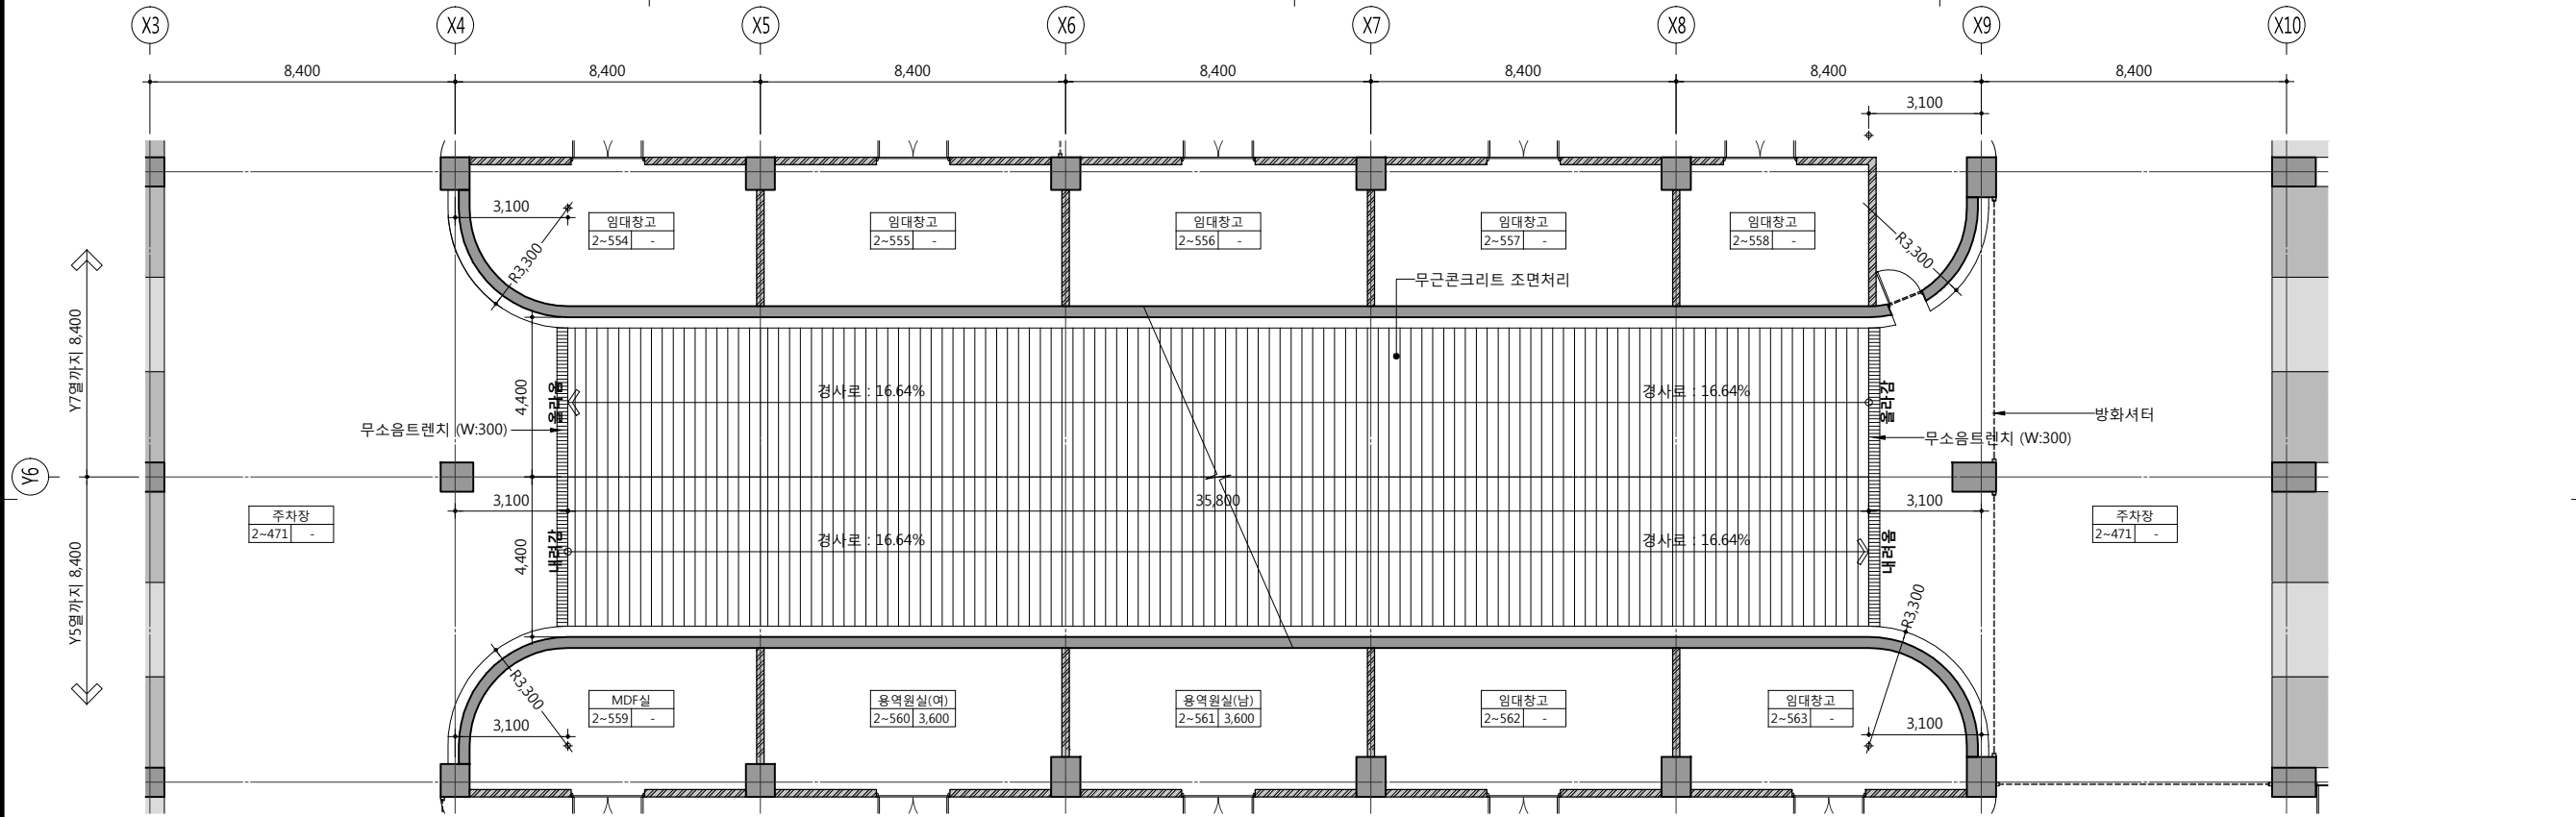 X3 X4 X5 X6 X7 X8 X9 X10
8,400 8,400 8,400 8,400 8,400 8,400 8,400
3,100
3,100
R3,300
임대창고
2~554 -
임대창고
2~555 -
임대창고
2~556 -
임대창고
2~557 -
임대창고
2~558 -
R3,300
무근콘크리트 조면처리
Y7열까지 8,400
4,400
올라옴
경사로 : 16.64%
경사로 : 16.64%
올라감
방화셔터
무소음트렌치 (W:300)
무소음트렌치 (W:300)
Y6
3,100
35,800
3,100
주차장
2~471 -
주차장
2~471 -
Y5열까지 8,400
4,400
내려감
경사로 : 16.64%
경사로 : 16.64%
내려옴
R3,300
R3,300
3,100
MDF실
2~559 -
용역원실(여)
2~560 3,600
용역원실(남)
2~561 3,600
임대창고
2~562 -
임대창고
2~563 -
3,100